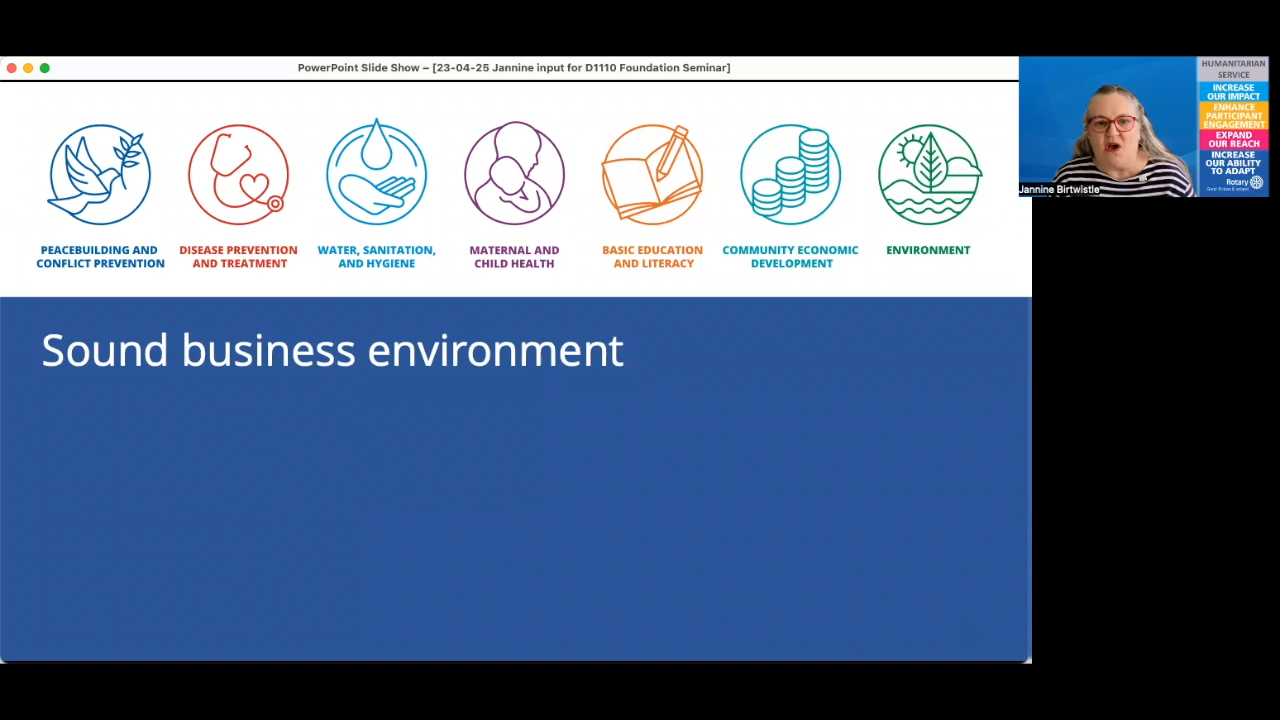 PowerPoint Slide Show – [23-04-25 Jannine input for D1110 Foundation Seminar]
PEACEBUILDING AND
CONFLICT PREVENTION
DISEASE PREVENTION
AND TREATMENT
WATER, SANITATION,
AND HYGIENE
MATERNAL AND
CHILD HEALTH
BASIC EDUCATION
AND LITERACY
COMMUNITY ECONOMIC
DEVELOPMENT
ENVIRONMENT
Sound business environment
HUMANITARIAN
SERVICE
INCREASE
OUR IMPACT
ENHANCE
PARTICIPANT
ENGAGEMENT
EXPAND
OUR REACH
INCREASE
OUR ABILITY
TO ADAPT
Rotary
Jannine Birtwistle